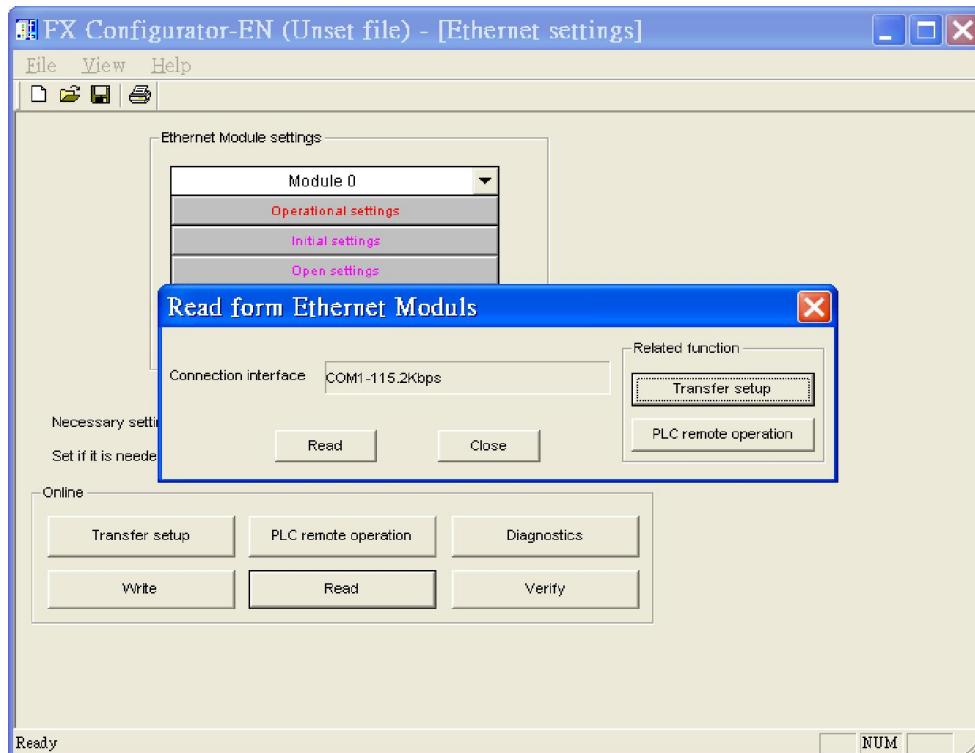 FX Configurator-EN (Unset file) - [Ethernet settings]
File View Help
Ethernet Module settings
Module 0
Operational settings
Initial settings
Open settings
Read form Ethernet Moduls
Connection interface COM1-115.2Kbps
Related function
Transfer setup
PLC remote operation
Read Close
Necessary setti
Set if it is neede
Online
Transfer setup PLC remote operation Diagnostics
Write Read Verify
Ready NUM